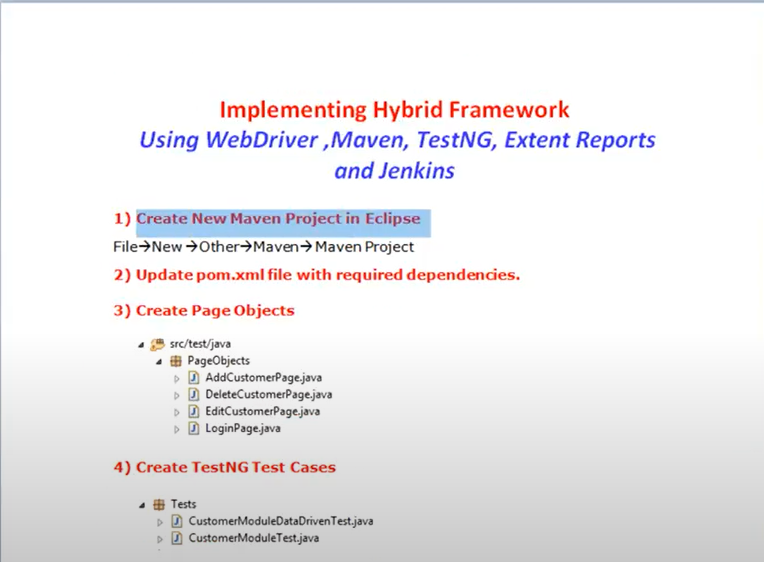 Implementing Hybrid Framework
Using WebDriver ,Maven, TestNG, Extent Reports
and Jenkins
1) Create New Maven Project in Eclipse
File→New →Other→Maven→ Maven Project
2) Update pom.xml file with required dependencies.
3) Create Page Objects
src/test/java
PageObjects
AddCustomerPage.java
DeleteCustomerPage.java
EditCustomerPage.java
LoginPage.java
4) Create TestNG Test Cases
Tests
CustomerModuleDataDrivenTest.java
CustomerModuleTest.java